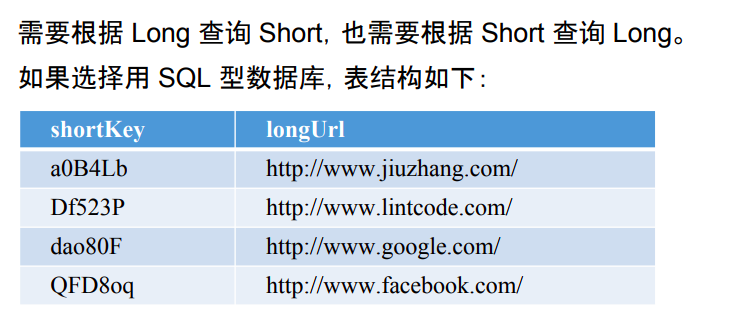 需要根据 Long 查询 Short，也需要根据 Short 查询 Long。
如果选择用 SQL 型数据库，表结构如下：
shortKey longUrl
a0B4Lb http://www.jiuzhang.com/
Df523P http://www.lintcode.com/
dao80F http://www.google.com/
QFD8oq http://www.facebook.com/